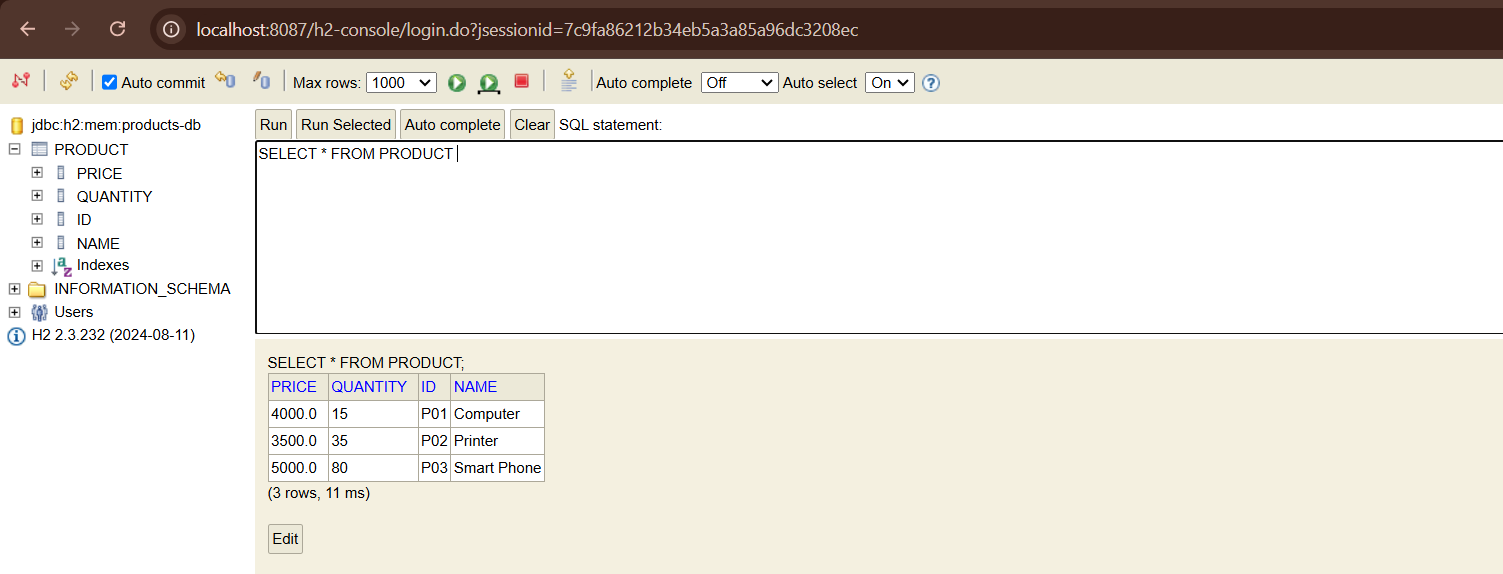 localhost:8087/h2-console/login.do?jsessionid=7c9fa86212b34eb5a3a85a96dc3208ec
Auto commit Max rows: 1000 Auto complete Off Auto select On ?
jdbc:h2:mem:products-db
PRODUCT
PRICE
QUANTITY
ID
NAME
Indexes
INFORMATION_SCHEMA
Users
H2 2.3.232 (2024-08-11)
Run Run Selected Auto complete Clear SQL statement:
SELECT * FROM PRODUCT
SELECT * FROM PRODUCT;
PRICE QUANTITY ID NAME
4000.0 15 P01 Computer
3500.0 35 P02 Printer
5000.0 80 P03 Smart Phone
(3 rows, 11 ms)
Edit